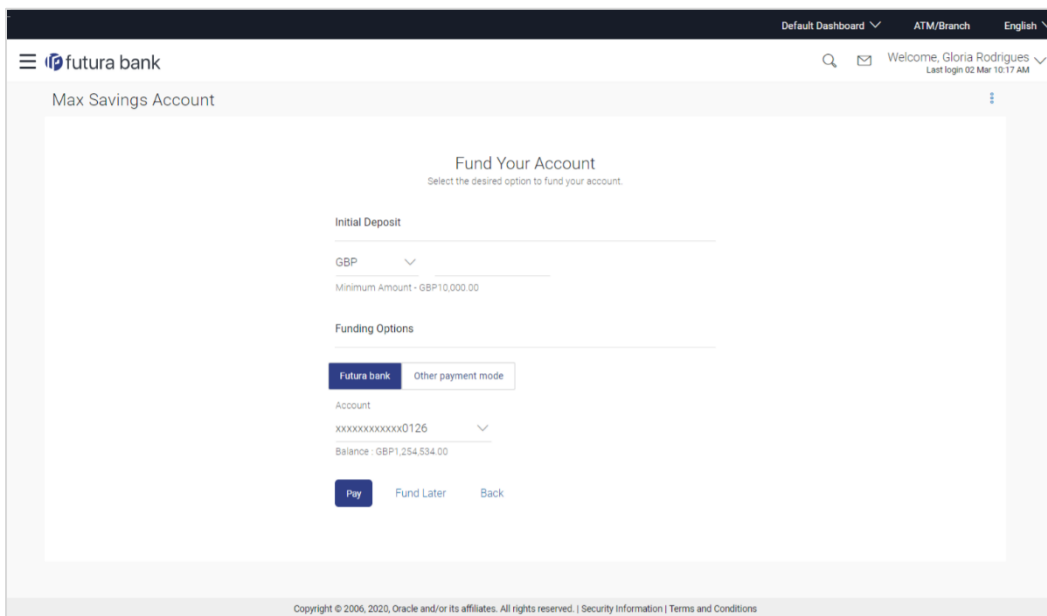 Default Dashboard ATM/Branch English
futura bank
Welcome, Gloria Rodrigues
Last login 02 Mar 10:17 AM
Max Savings Account
Fund Your Account
Select the desired option to fund your account.
Initial Deposit
GBP
Minimum Amount - GBP10,000.00
Funding Options
Futura bank Other payment mode
Account
xxxxxxxxxxxx0126
Balance : GBP1,254,534.00
Pay Fund Later Back
Copyright © 2006, 2020, Oracle and/or its affiliates. All rights reserved. | Security Information | Terms and Conditions